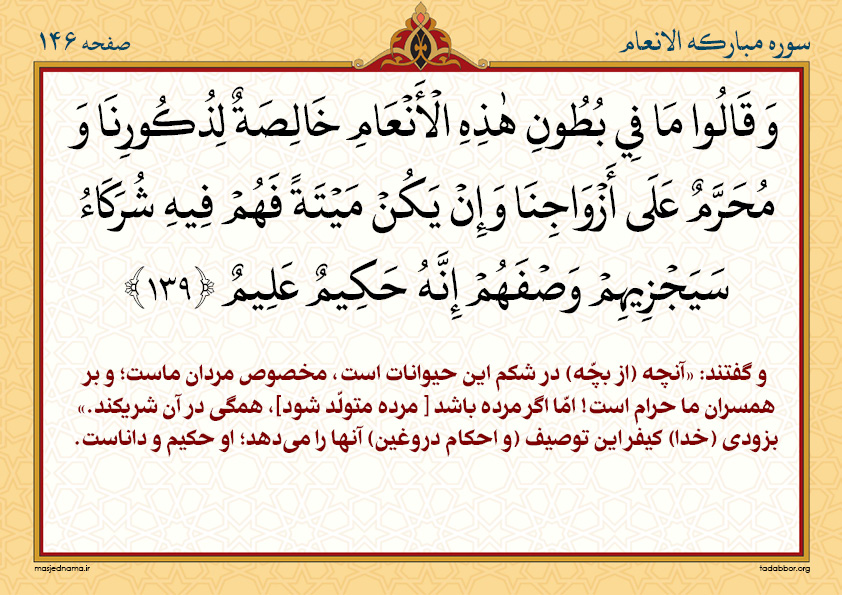 سوره مبارکه الانعام
صفحه ۱۴۶
وَ قَالُوا مَا فِي بُطُونِ هٰذِهِ الْأَنْعَامِ خَالِصَةٌ لِذُكُورِنَا وَ
مُحَرَّمٌ عَلَى أَزْوَاجِنَا وَإِنْ يَكُنْ مَيْتَةً فَهُمْ فِيهِ شُرَكَاءُ
سَيَجْزِيهِمْ وَصْفَهُمْ إِنَّهُ حَكِيمٌ عَلِيمٌ ﴿۱۳۹﴾
و گفتند: «آنچه (از بچّه) در شکم این حیوانات است، مخصوص مردان ماست؛ و بر
همسران ما حرام است! امّا اگر مرده باشد [ مرده متولّد شود]، همگی در آن شریکند.»
بزودی (خدا) کیفر این توصیف (و احکام دروغین) آنها را می‌دهد؛ او حکیم و داناست.
masjednama.ir
tadabbor.org